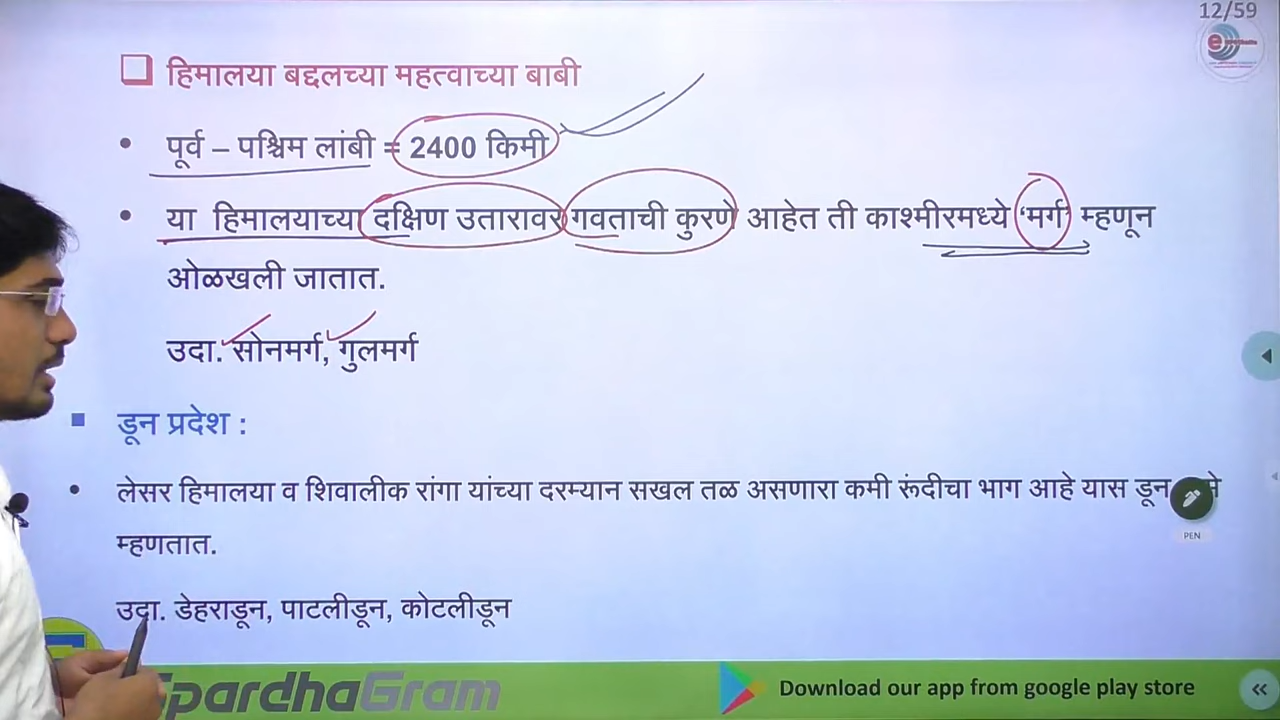 12/59
हिमालया बद्दलच्या महत्वाच्या बाबी
पूर्व – पश्चिम लांबी = 2400 किमी
या हिमालयाच्या दक्षिण उतारावर गवताची कुरणे आहेत ती काश्मीरमध्ये ‘मर्ग’ म्हणून
ओळखली जातात.
उदा. सोनमर्ग, गुलमर्ग
डून प्रदेश :
लेसर हिमालया व शिवालीक रांगा यांच्या दरम्यान सखल तळ असणारा कमी रूंदीचा भाग आहे यास डून
PEN
म्हणतात.
उदा. डेहराडून, पाटलीडून, कोटलीडून
SpardhaGram
Download our app from google play store